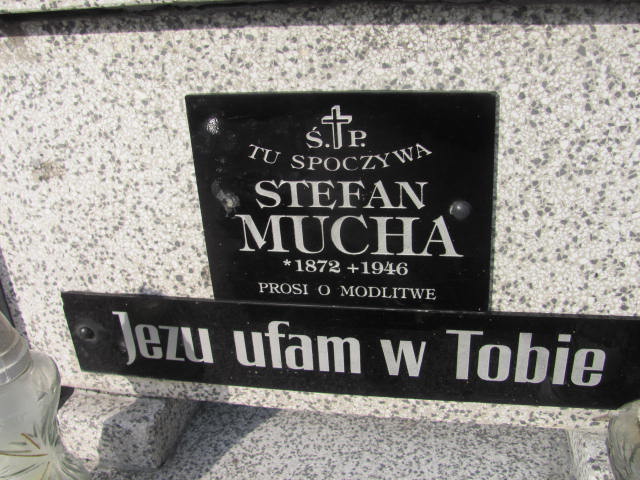 Ś.P.
TU SPOCZYWA
STEFAN
MUCHA
*1872 +1946
PROSI O MODLITWE
Jezu ufam w Tobie